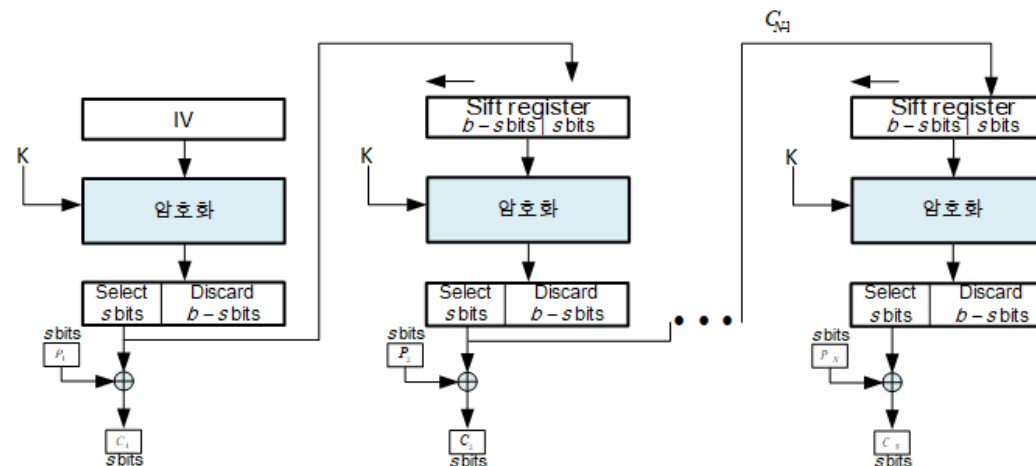 C_N-1
IV
K
암호화
Select
s bits
Discard
b – s bits
s bits
P_1
C_1
s bits
Sift register
b – s bits
s bits
K
암호화
Select
s bits
Discard
b – s bits
s bits
P_2
C_2
s bits
Sift register
b – s bits
s bits
K
암호화
Select
s bits
Discard
b – s bits
s bits
P_N
s bits